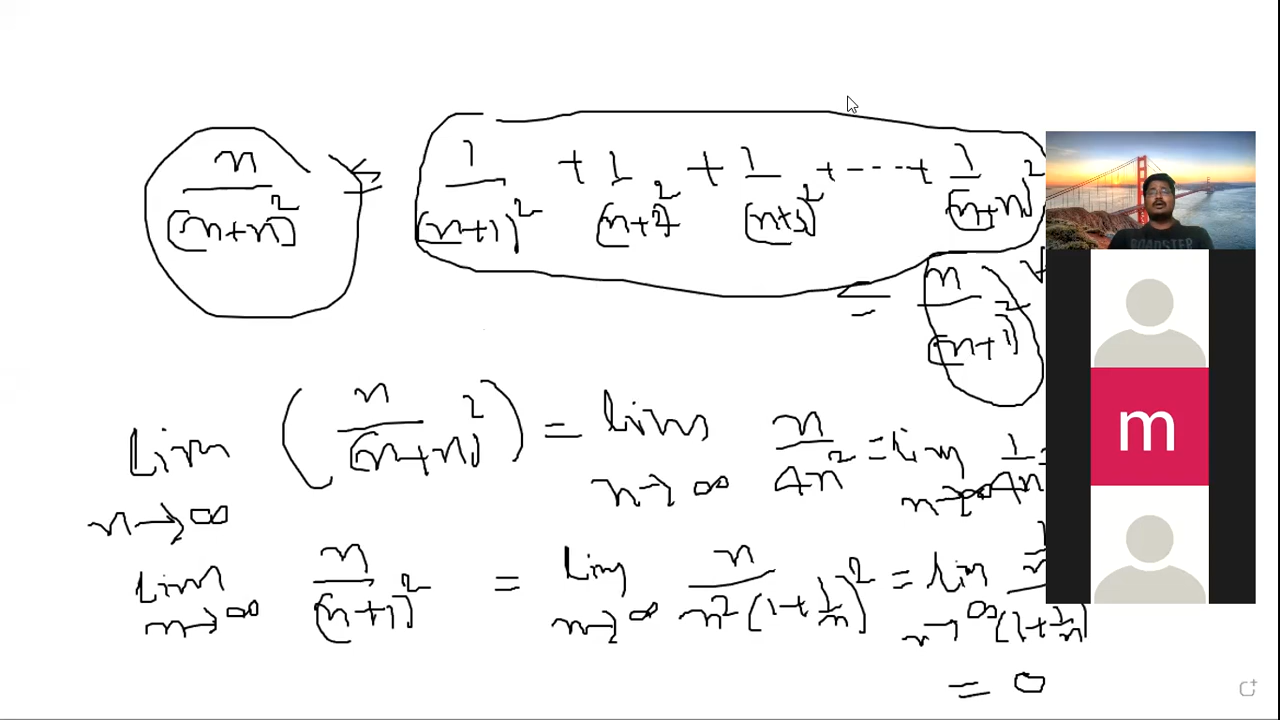 n/(n+n)² ≤ 1/(n+1)² + 1/(n+2)² + 1/(n+3)² + ---- + 1/(n+n)²
≤ n/(n+1)²
Lim n→∞ (n/(n+n)²) = lim n→∞ n/4n² = lim n→∞ 1/4n
Lim n→∞ n/(n+1)² = Lim n→∞ n/n²(1+1/n)² = Lim n→∞ (1+1/n)
= 0
ROADSTER
m